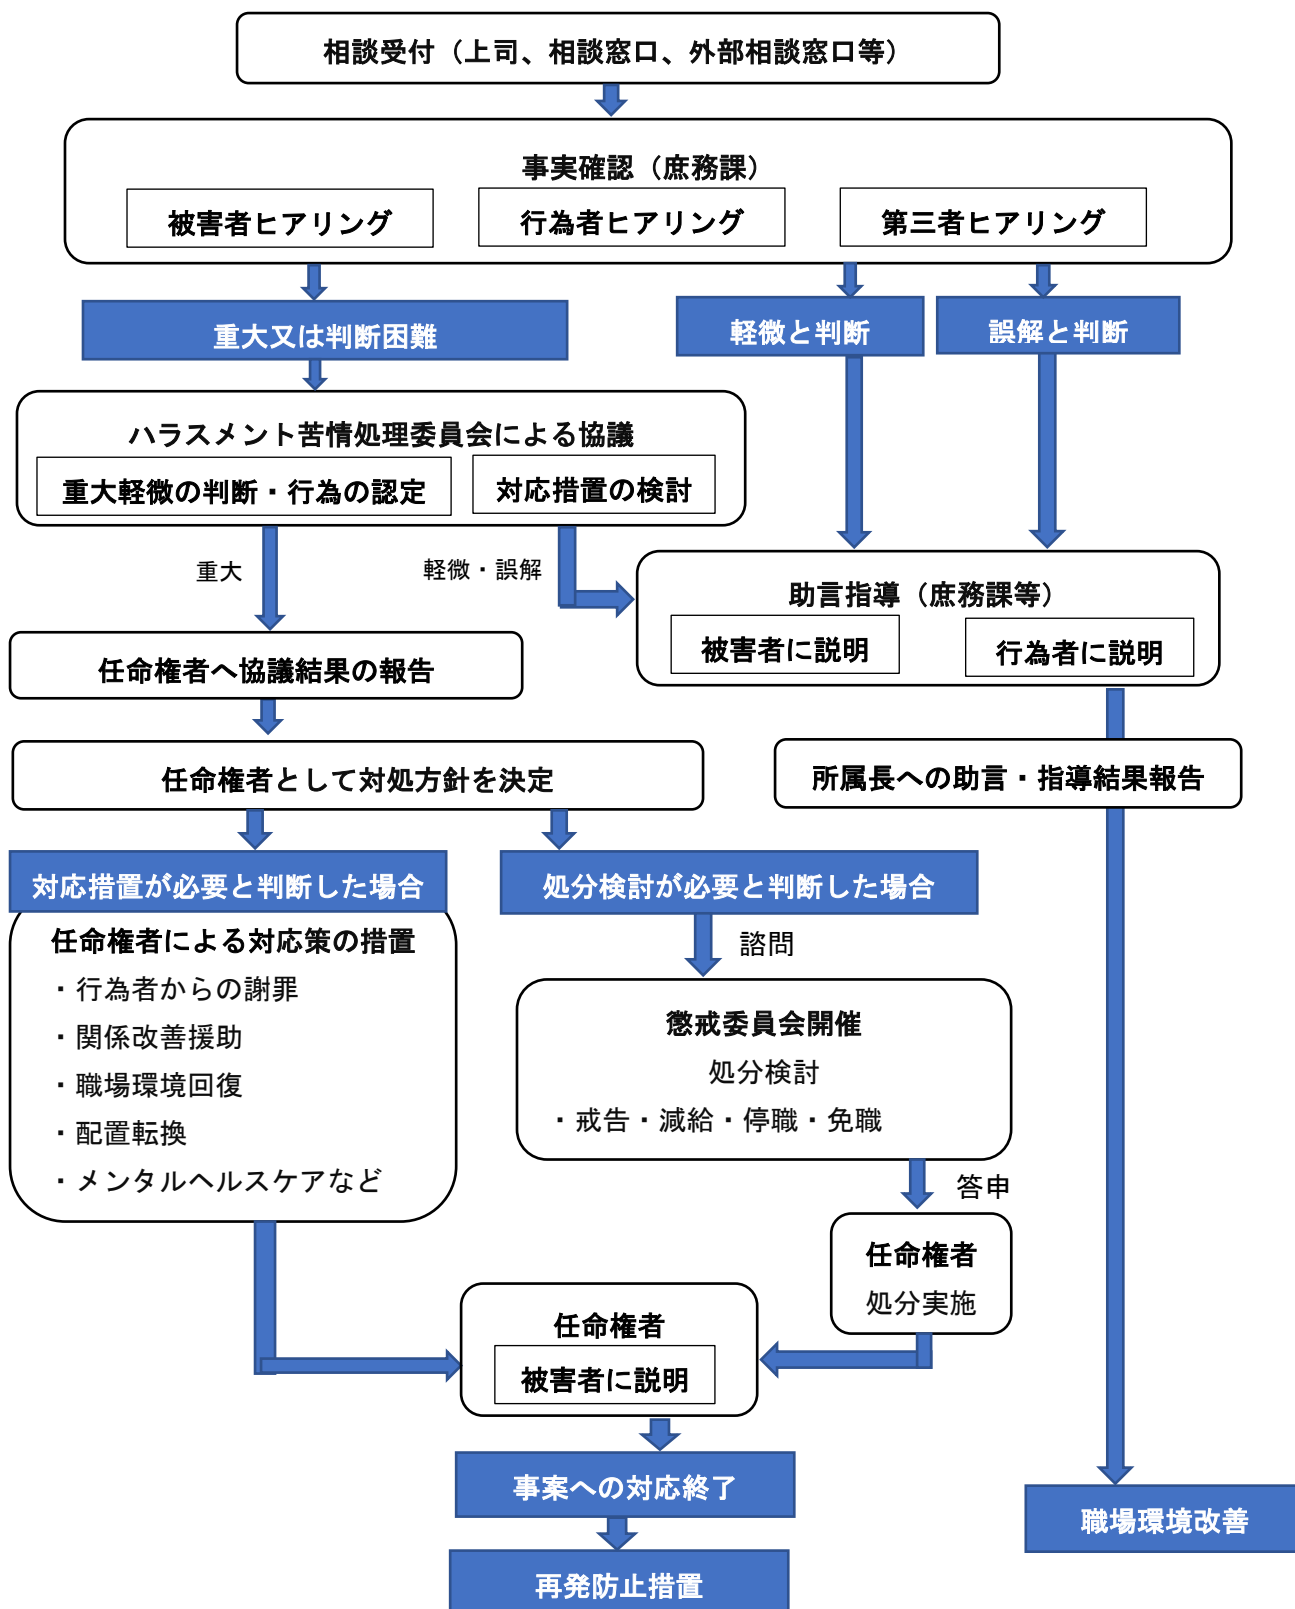 相談受付（上司、相談窓口、外部相談窓口等）
事実確認（庶務課）
被害者ヒアリング
行為者ヒアリング
第三者ヒアリング
重大又は判断困難
軽微と判断
誤解と判断
ハラスメント苦情処理委員会による協議
重大軽微の判断・行為の認定
対応措置の検討
重大
軽微・誤解
助言指導（庶務課等）
被害者に説明
行為者に説明
任命権者へ協議結果の報告
任命権者として対処方針を決定
所属長への助言・指導結果報告
対応措置が必要と判断した場合
処分検討が必要と判断した場合
任命権者による対応策の措置
・行為者からの謝罪
・関係改善援助
・職場環境回復
・配置転換
・メンタルヘルスケアなど
諮問
懲戒委員会開催
処分検討
・戒告・減給・停職・免職
答申
任命権者
処分実施
任命権者
被害者に説明
事案への対応終了
職場環境改善
再発防止措置